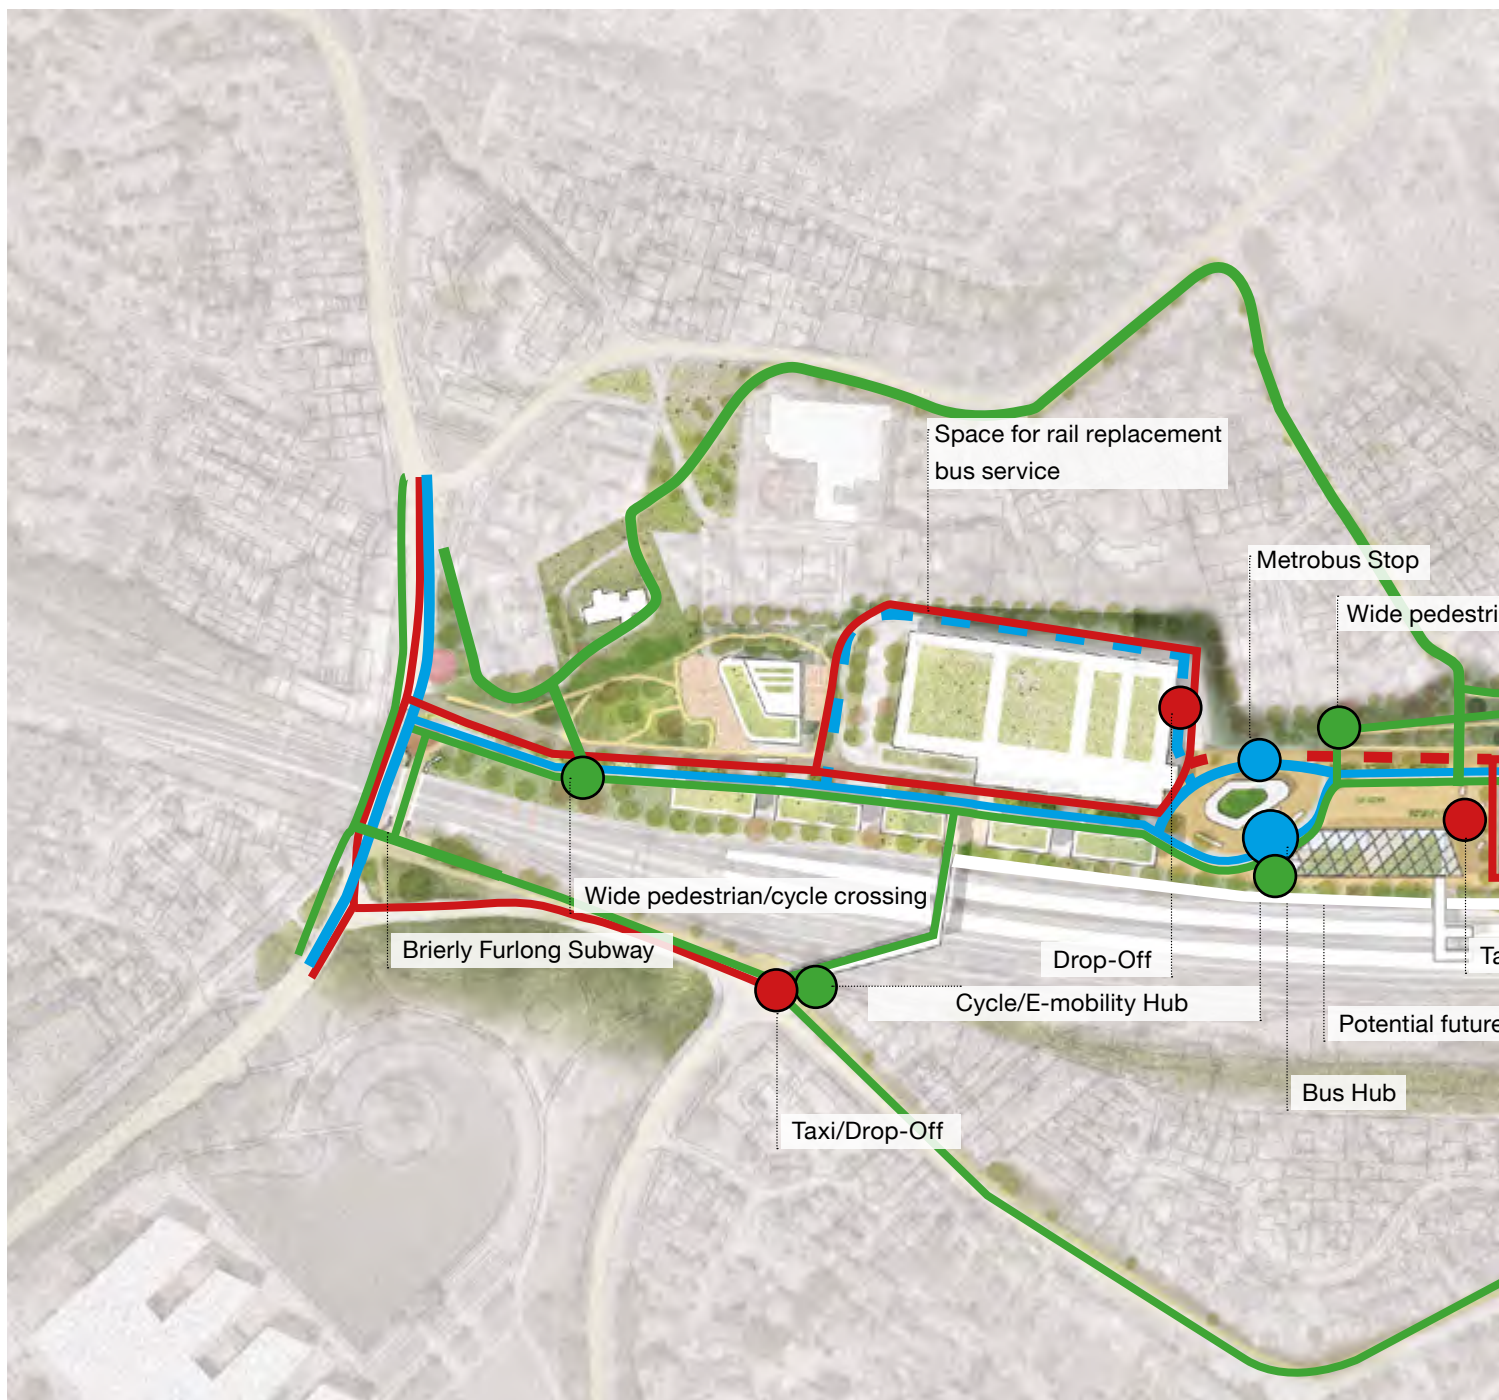 Space for rail replacement
bus service
Metrobus Stop
Wide pedestri
Wide pedestrian/cycle crossing
Brierly Furlong Subway
Drop-Off
Ta
Cycle/E-mobility Hub
Potential future
Bus Hub
Taxi/Drop-Off